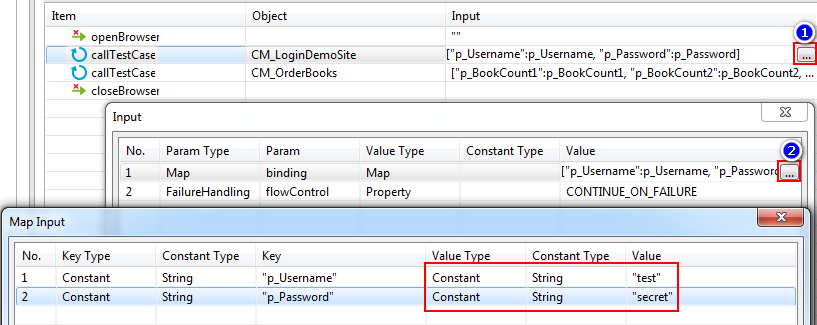 Item Object Input
openBrowser ""
1
callTestCase CM_LoginDemoSite ["p_Username":p_Username, "p_Password":p_Password] ...
callTestCase CM_OrderBooks ["p_BookCount1":p_BookCount1, "p_BookCount2":p_BookCount2, ...
closeBrowser
Input
No. Param Type Param Value Type Constant Type Value
2
1 Map binding Map ["p_Username":p_Username, "p_Password ...
2 FailureHandling flowControl Property CONTINUE_ON_FAILURE
Map Input
No. Key Type Constant Type Key Value Type Constant Type Value
1 Constant String "p_Username" Constant String "test"
2 Constant String "p_Password" Constant String "secret"